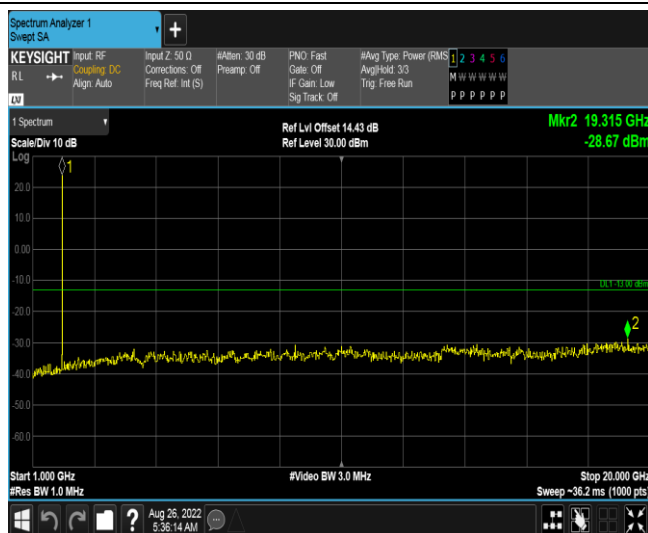 Spectrum Analyzer 1
Swept SA
+
KEYSIGHT Input: RF Input Z: 50 Ω #Atten: 30 dB PNO: Fast #Avg Type: Power (RMS 1 2 3 4 5 6
RL Coupling: DC Corrections: Off Preamp: Off Gate: Off Avg|Hold: 3/3 M W W W W W
Align: Auto Freq Ref: Int (S) IF Gain: Low Trig: Free Run
Sig Track: Off P P P P P P
LXI
1 Spectrum Ref Lvl Offset 14.43 dB Mkr2 19.315 GHz
Scale/Div 10 dB Ref Level 30.00 dBm -28.67 dBm
Log
1
20.0
10.0
0.00
-10.0
DL1 -13.00 dBm
2
-30.0
-40.0
-50.0
-60.0
Start 1.000 GHz #Video BW 3.0 MHz Stop 20.000 GHz
#Res BW 1.0 MHz Sweep ~36.2 ms (1000 pts)
? Aug 26, 2022
5:36:14 AM